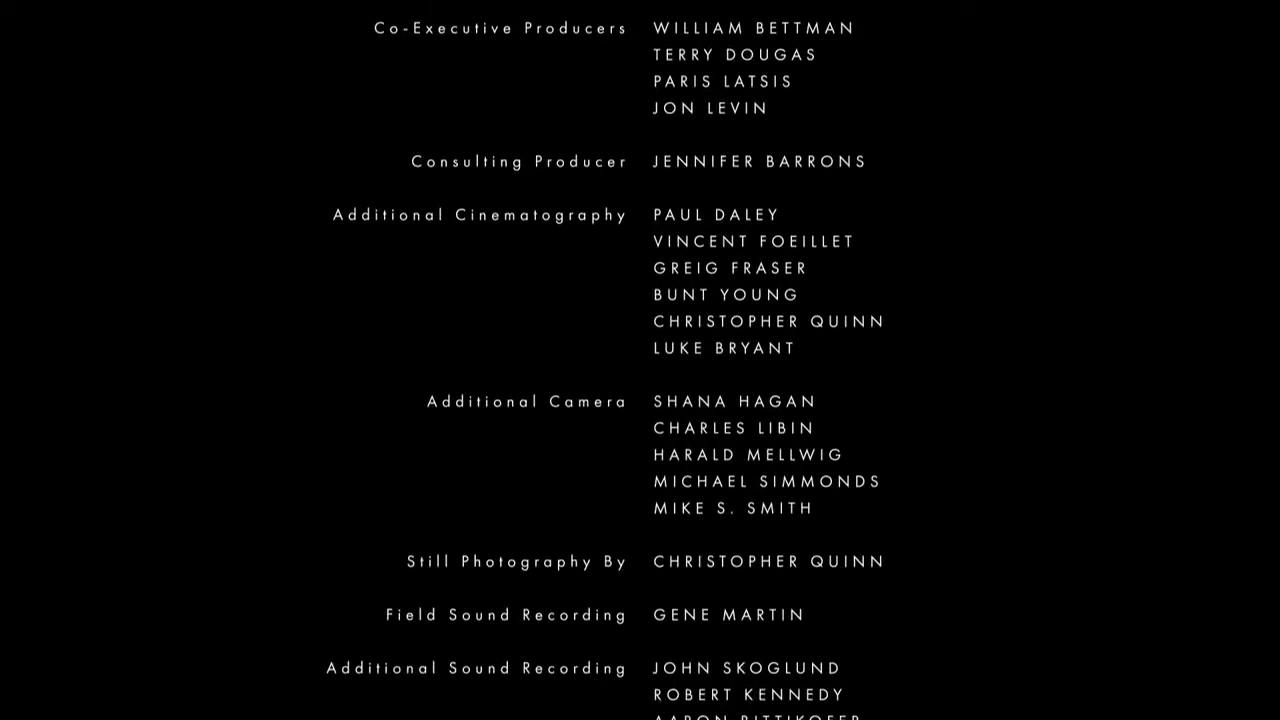 Co-Executive Producers WILLIAM BETTMAN
TERRY DOUGAS
PARIS LATSIS
JON LEVIN
Consulting Producer JENNIFER BARRONS
Additional Cinematography PAUL DALEY
VINCENT FOEILLET
GREIG FRASER
BUNT YOUNG
CHRISTOPHER QUINN
LUKE BRYANT
Additional Camera SHANA HAGAN
CHARLES LIBIN
HARALD MELLWIG
MICHAEL SIMMONDS
MIKE S. SMITH
Still Photography By CHRISTOPHER QUINN
Field Sound Recording GENE MARTIN
Additional Sound Recording JOHN SKOGLUND
ROBERT KENNEDY